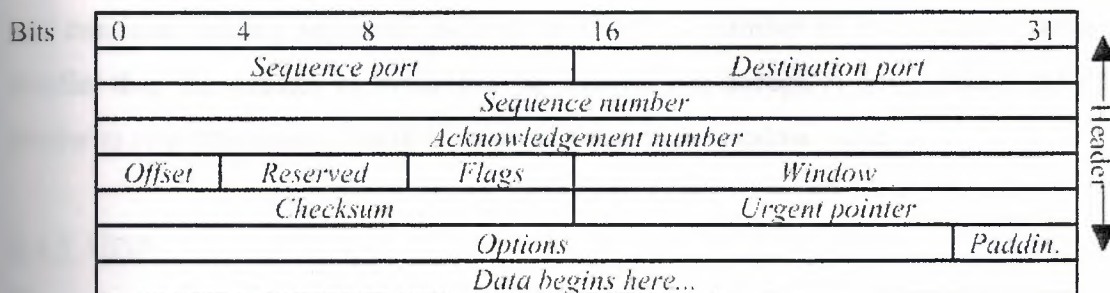 Bits 0 4 8 16 31
Sequence port Destination port
Sequence number
Acknowledgement number
Offset Reserved Flags Window
Checksum Urgent pointer
Options Paddin.
Data begins here...
Header